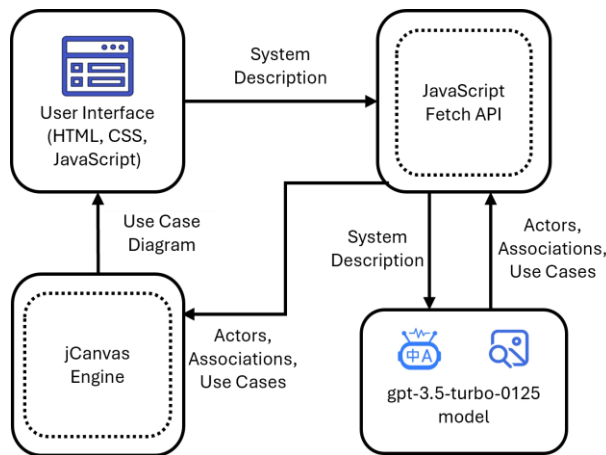 User Interface
(HTML, CSS,
JavaScript)
System
Description
JavaScript
Fetch API
Use Case
Diagram
System
Description
Actors,
Associations,
Use Cases
jCanvas
Engine
Actors,
Associations,
Use Cases
中A
gpt-3.5-turbo-0125
model